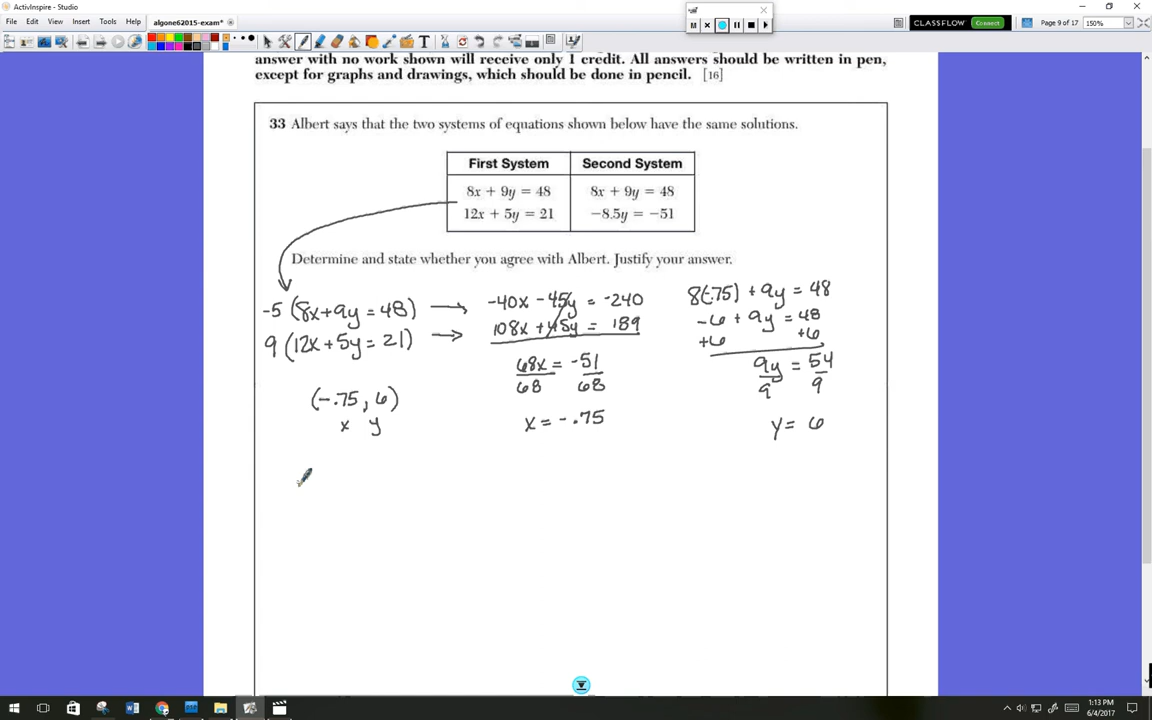 ActivInspire - Studio
File Edit View Insert Tools Help algone62015-exam* CLASSFLOW Connect Page 9 of 17 150%
answer with no work shown will receive only 1 credit. All answers should be written in pen,
except for graphs and drawings, which should be done in pencil. [16]
33 Albert says that the two systems of equations shown below have the same solutions.
First System Second System
8x + 9y = 48 8x + 9y = 48
12x + 5y = 21 −8.5y = −51
Determine and state whether you agree with Albert. Justify your answer.
-5 (8x+9y=48) → -40x -45y = -240 8(-.75) + 9y = 48
9 (12x+5y=21) → 108x +45y = 189 -6 + 9y = 48
+6 +6
68x = -51 9y = 54
68 68 9 9
(-.75, 6) x = -.75 y = 6
x y
1:13 PM
6/4/2017